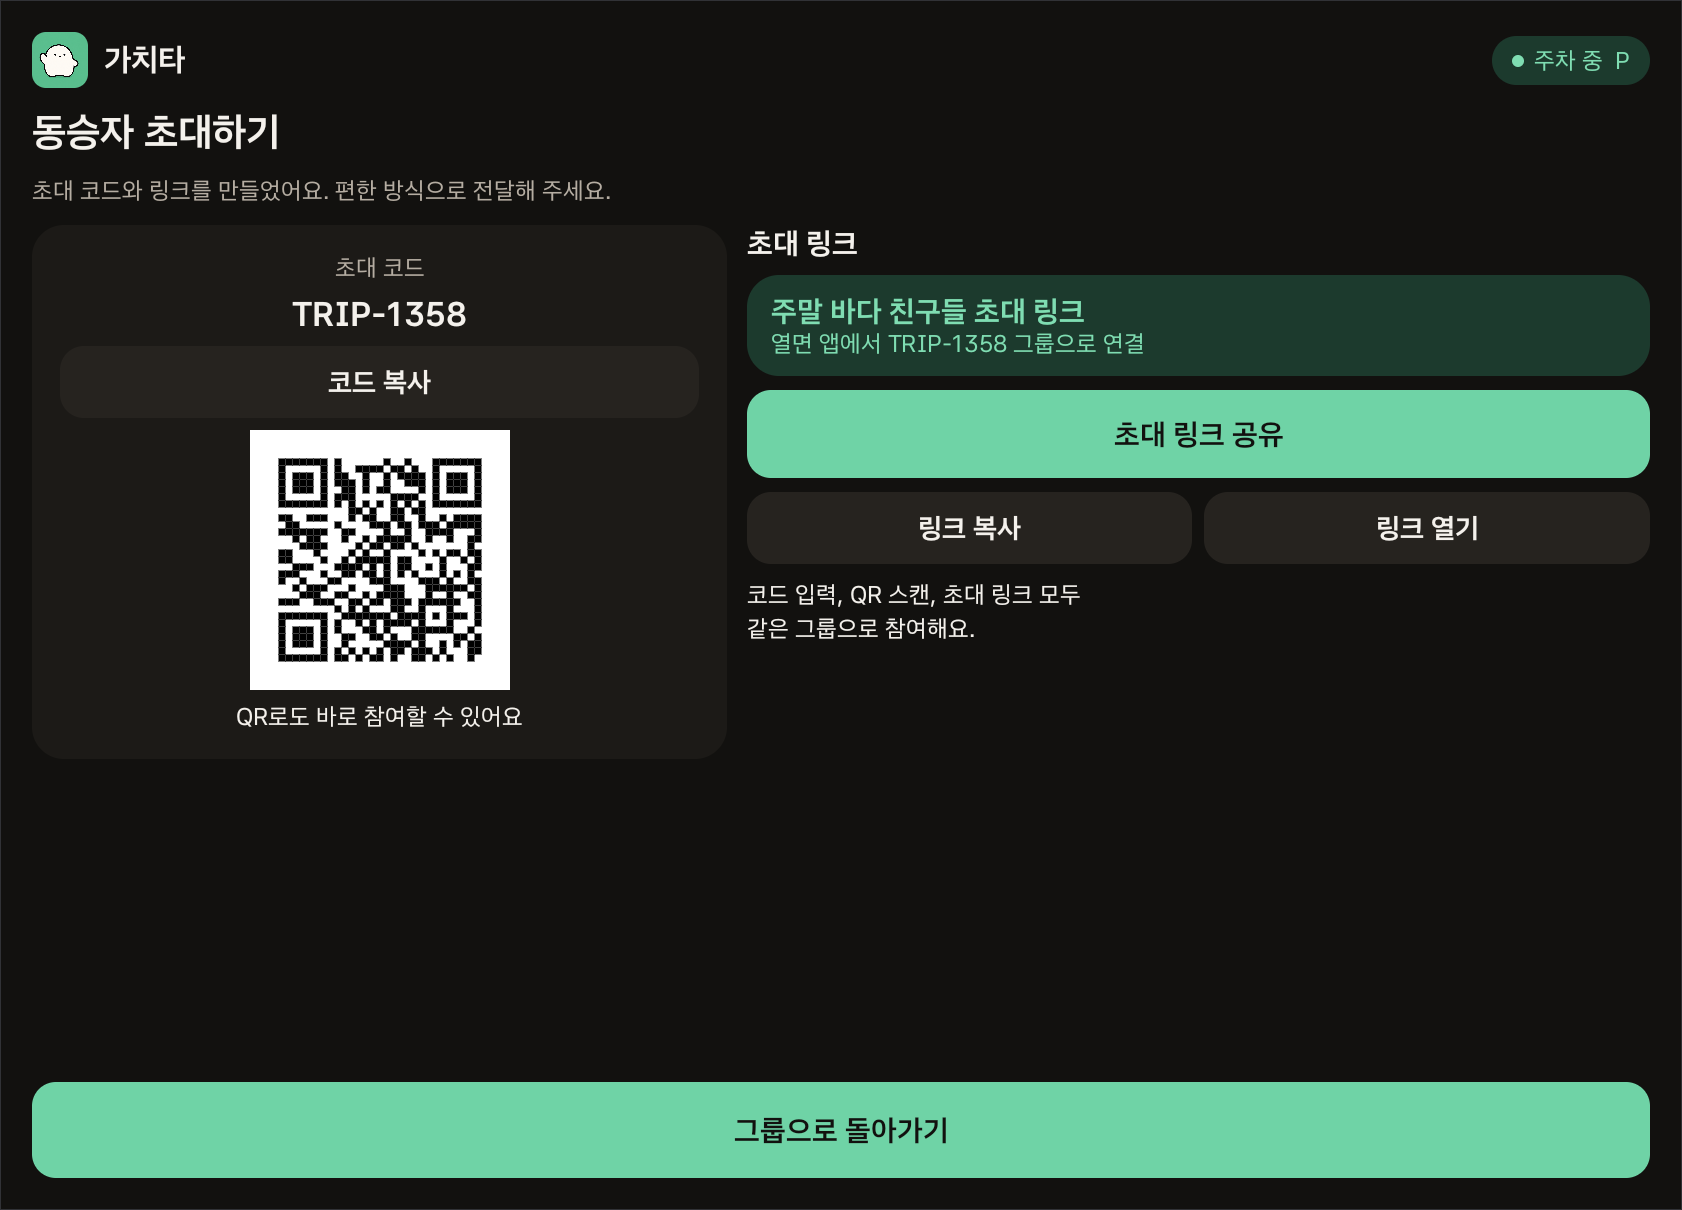 가치타
주차 중 P
동승자 초대하기
초대 코드와 링크를 만들었어요. 편한 방식으로 전달해 주세요.
초대 코드
TRIP-1358
코드 복사
QR로도 바로 참여할 수 있어요
초대 링크
주말 바다 친구들 초대 링크
열면 앱에서 TRIP-1358 그룹으로 연결
초대 링크 공유
링크 복사
링크 열기
코드 입력, QR 스캔, 초대 링크 모두
같은 그룹으로 참여해요.
그룹으로 돌아가기